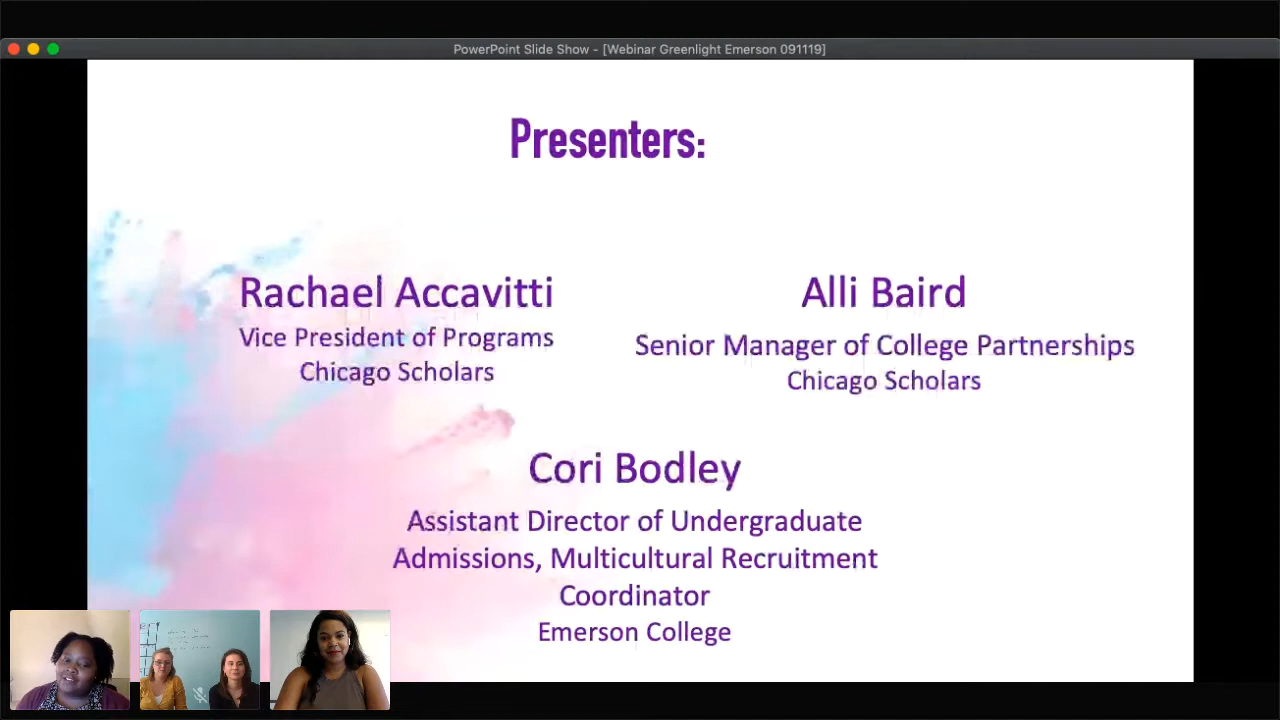 PowerPoint Slide Show - [Webinar Greenlight Emerson 091119]
Presenters:
Rachael Accavitti
Vice President of Programs
Chicago Scholars
Alli Baird
Senior Manager of College Partnerships
Chicago Scholars
Cori Bodley
Assistant Director of Undergraduate
Admissions, Multicultural Recruitment
Coordinator
Emerson College